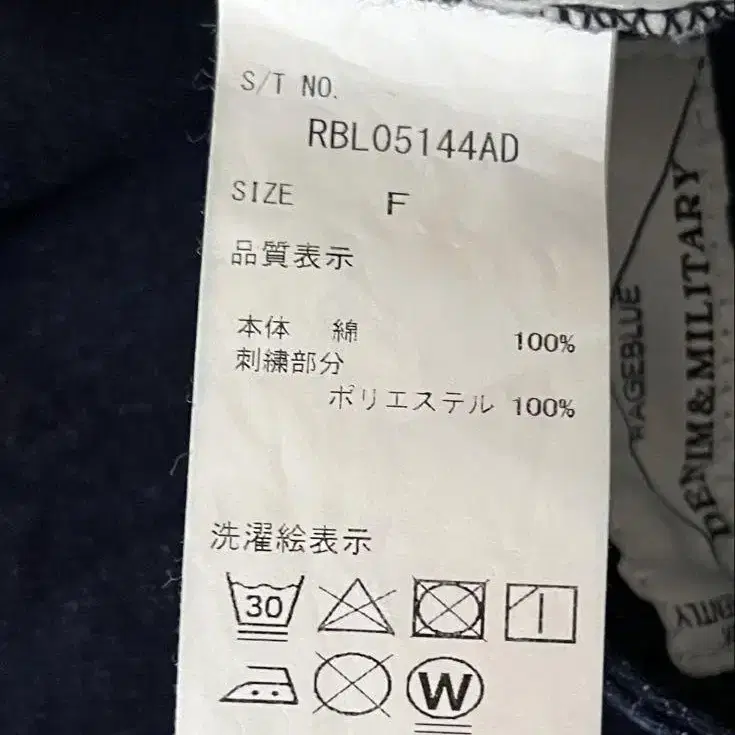 S/T NO.
RBL05144AD
SIZE F
品質表示
本体 綿 100%
刺繍部分
ポリエステル 100%
洗濯絵表示
30
W
RAGEBLUE
DENIM&MILITARY